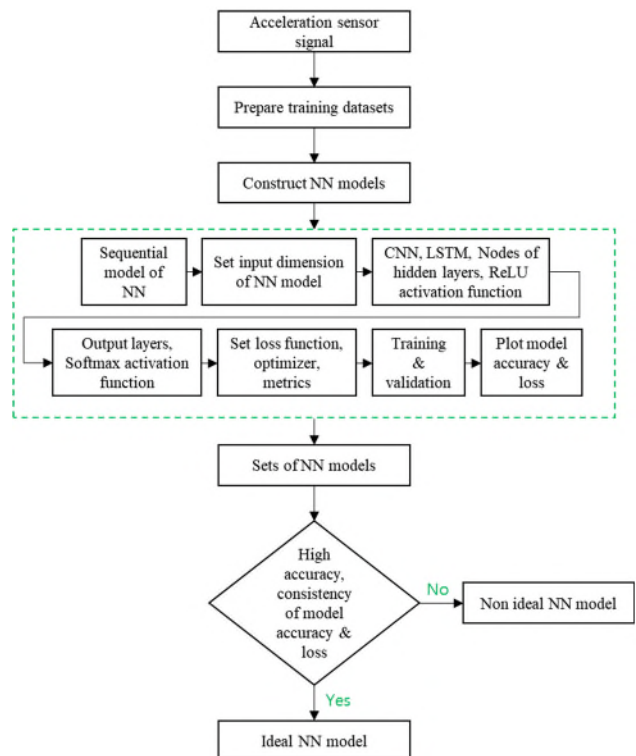 Acceleration sensor
signal
Prepare training datasets
Construct NN models
Sequential
model of
NN
Set input dimension
of NN model
CNN, LSTM, Nodes of
hidden layers, ReLU
activation function
Output layers,
Softmax activation
function
Set loss function,
optimizer,
metrics
Training
&
validation
Plot model
accuracy &
loss
Sets of NN models
High
accuracy,
consistency
of model
accuracy &
loss
No
Non ideal NN model
Yes
Ideal NN model